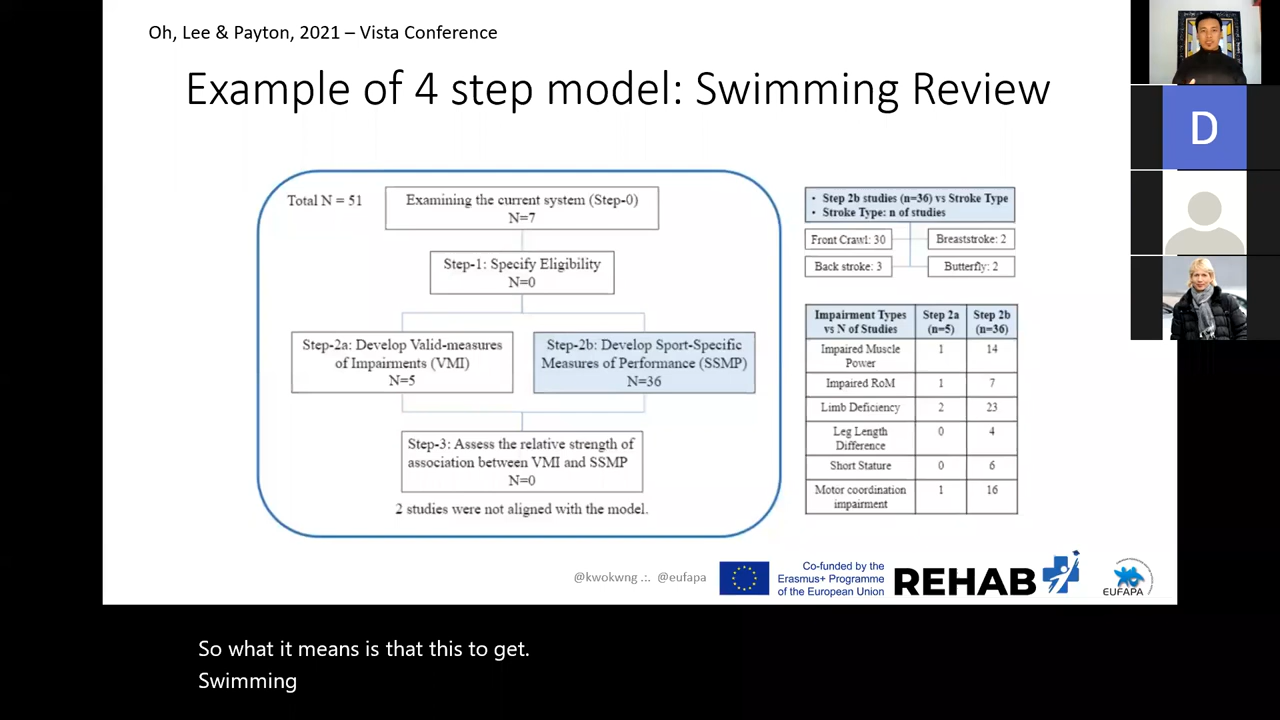 Oh, Lee & Payton, 2021 – Vista Conference
Example of 4 step model: Swimming Review
Total N = 51
Examining the current system (Step-0)
N=7
Step-1: Specify Eligibility
N=0
Step-2a: Develop Valid-measures
of Impairments (VMI)
N=5
Step-2b: Develop Sport-Specific
Measures of Performance (SSMP)
N=36
Step-3: Assess the relative strength of
association between VMI and SSMP
N=0
2 studies were not aligned with the model.
• Step 2b studies (n=36) vs Stroke Type
• Stroke Type: n of studies
Front Crawl: 30
Breaststroke: 2
Back stroke: 3
Butterfly: 2
Impairment Types
vs N of Studies
Step 2a
(n=5)
Step 2b
(n=36)
Impaired Muscle
Power
1
14
Impaired RoM
1
7
Limb Deficiency
2
23
Leg Length
Difference
0
4
Short Stature
0
6
Motor coordination
impairment
1
16
@kwokwng .:. @eufapa
Co-funded by the
Erasmus+ Programme
of the European Union
REHAB
EUFAPA
D
So what it means is that this to get.
Swimming